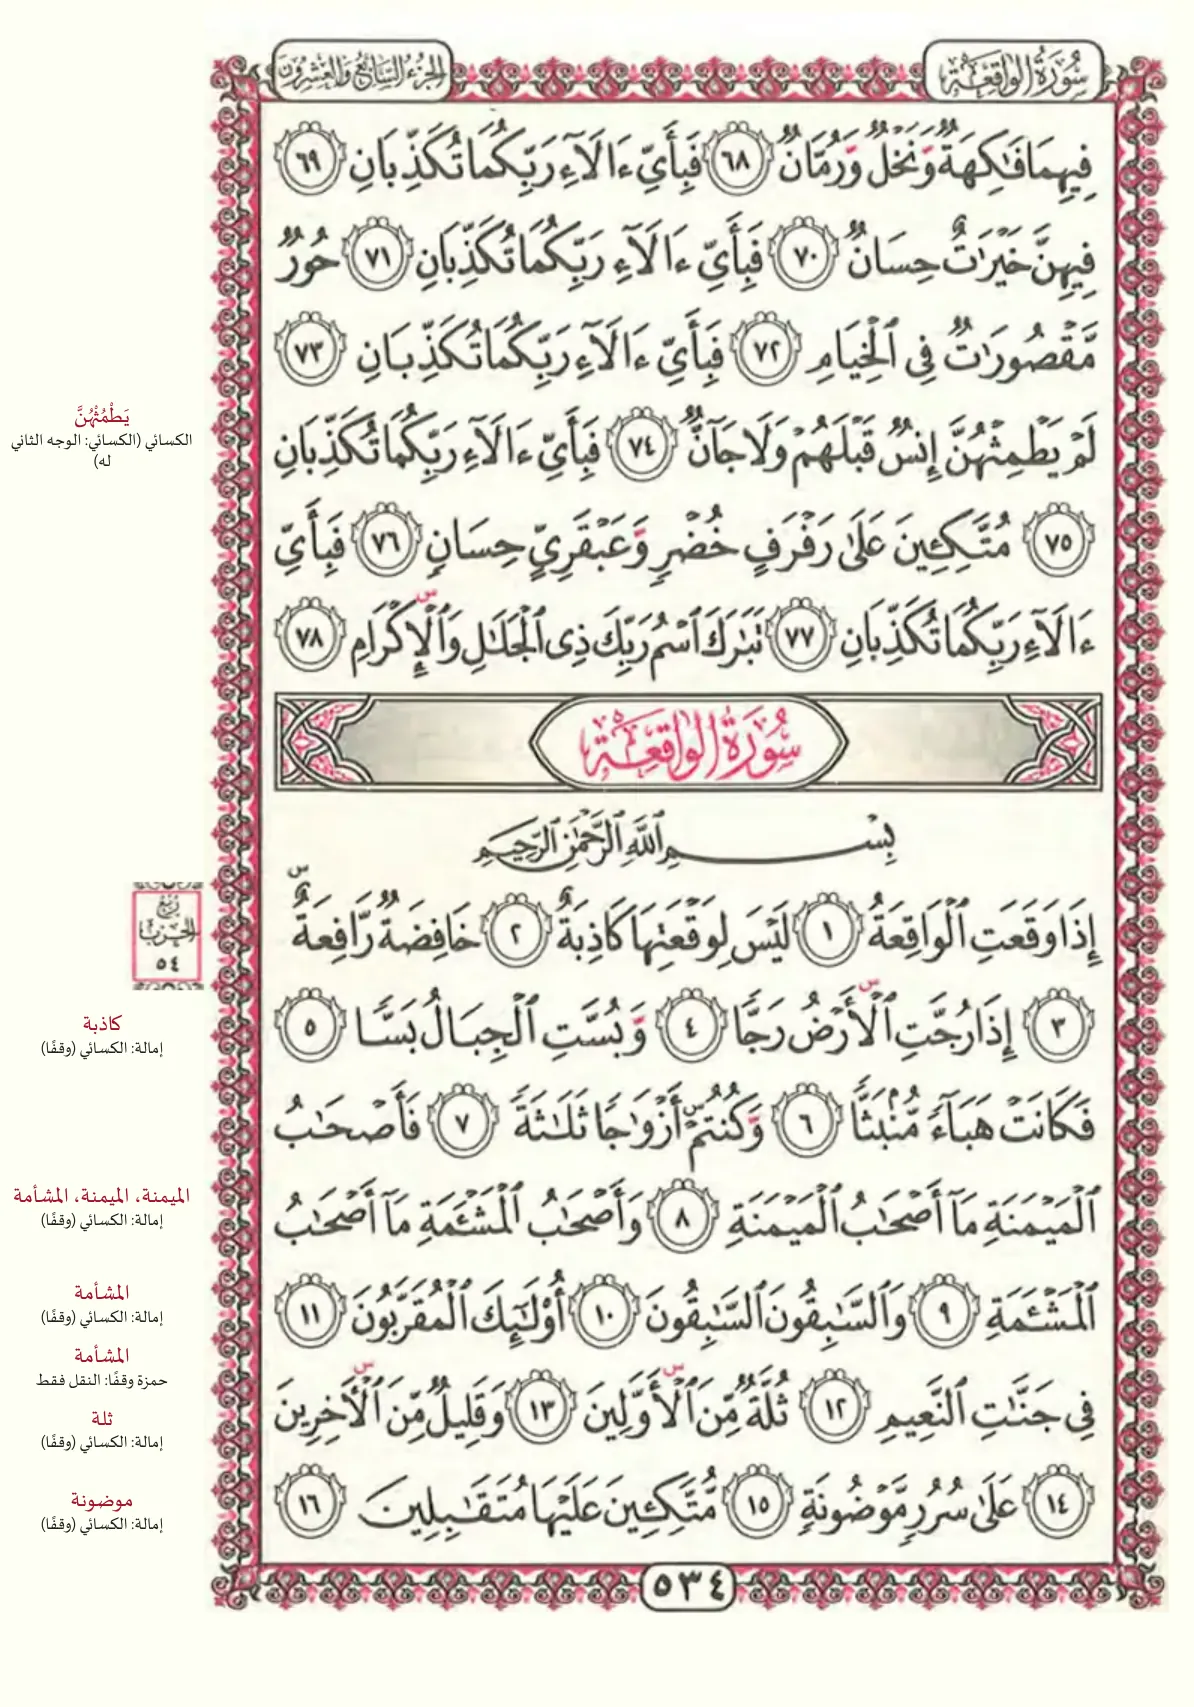 سُورَةُ الوَاقِعَةِ
الجُزْءُ السَّابِعُ وَالعِشْرُونَ
فِيهِمَا فَٰكِهَةٌ وَنَخْلٌ وَرُمَّانٌ ٦٨ فَبِأَيِّ ءَالَآءِ رَبِّكُمَا تُكَذِّبَانِ ٦٩
فِيهِنَّ خَيْرَٰتٌ حِسَانٌ ٧٠ فَبِأَيِّ ءَالَآءِ رَبِّكُمَا تُكَذِّبَانِ ٧١ حُورٌ
مَّقْصُورَٰتٌ فِى ٱلْخِيَامِ ٧٢ فَبِأَيِّ ءَالَآءِ رَبِّكُمَا تُكَذِّبَانِ ٧٣
لَمْ يَطْمِثْهُنَّ إِنسٌ قَبْلَهُمْ وَلَا جَآنٌّ ٧٤ فَبِأَيِّ ءَالَآءِ رَبِّكُمَا تُكَذِّبَانِ
يَطْمُثْهُنَّ
الكسائي (الكسائي: الوجه الثاني
له)
٧٥ مُتَّكِـِٔينَ عَلَىٰ رَفْرَفٍ خُضْرٍ وَّعَبْقَرِيٍّ حِسَانٍ ٧٦ فَبِأَيِّ
ءَالَآءِ رَبِّكُمَا تُكَذِّبَانِ ٧٧ تَبَٰرَكَ ٱسْمُ رَبِّكَ ذِى ٱلْجَلَٰلِ وَٱلْإِكْرَامِ ٧٨
سُورَةُ الوَاقِعَةِ
بِسْمِ ٱللَّهِ ٱلرَّحْمَٰنِ ٱلرَّحِيمِ
إِذَا وَقَعَتِ ٱلْوَاقِعَةُ ١ لَيْسَ لِوَقْعَتِهَا كَاذِبَةٌ ٢ خَافِضَةٌ رَّافِعَةٌ
رُبْعُ
الحِزْبِ
٥٤
٣ إِذَا رُجَّتِ ٱلْأَرْضُ رَجًّا ٤ وَّبُسَّتِ ٱلْجِبَالُ بَسًّا ٥
كاذبة
إمالة: الكسائي (وقفًا)
فَكَانَتْ هَبَآءً مُّنۢبَثًّا ٦ وَّكُنتُمْ أَزْوَٰجًا ثَلَٰثَةً ٧ فَأَصْحَٰبُ
ٱلْمَيْمَنَةِ مَآ أَصْحَٰبُ ٱلْمَيْمَنَةِ ٨ وَأَصْحَٰبُ ٱلْمَشْـَٔمَةِ مَآ أَصْحَٰبُ
الميمنة، الميمنة، المشأمة
إمالة: الكسائي (وقفًا)
ٱلْمَشْـَٔمَةِ ٩ وَٱلسَّٰبِقُونَ ٱلسَّٰبِقُونَ ١٠ أُوْلَٰٓئِكَ ٱلْمُقَرَّبُونَ ١١
المشأمة
إمالة: الكسائي (وقفًا)
المشأمة
حمزة وقفًا: النقل فقط
فِى جَنَّٰتِ ٱلنَّعِيمِ ١٢ ثُلَّةٌ مِّنَ ٱلْأَوَّلِينَ ١٣ وَقَلِيلٌ مِّنَ ٱلْأَخِرِينَ
ثلة
إمالة: الكسائي (وقفًا)
١٤ عَلَىٰ سُرُرٍ مَّوْضُونَةٍ ١٥ مُّتَّكِـِٔينَ عَلَيْهَا مُتَقَٰبِلِينَ ١٦
موضونة
إمالة: الكسائي (وقفًا)
٥٣٤